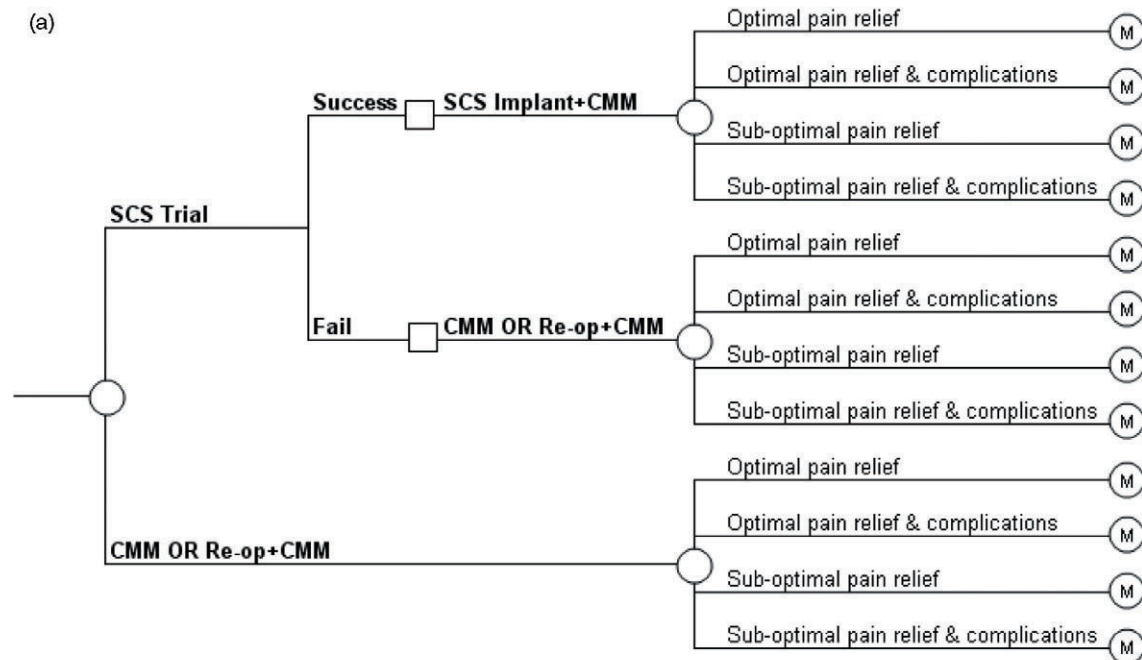 (a)
Optimal pain relief
M
Optimal pain relief & complications
M
Success
SCS Implant+CMM
Sub-optimal pain relief
M
Sub-optimal pain relief & complications
M
SCS Trial
Optimal pain relief
M
Optimal pain relief & complications
M
Fail
CMM OR Re-op+CMM
Sub-optimal pain relief
M
Sub-optimal pain relief & complications
M
CMM OR Re-op+CMM
Optimal pain relief
M
Optimal pain relief & complications
M
Sub-optimal pain relief
M
Sub-optimal pain relief & complications
M